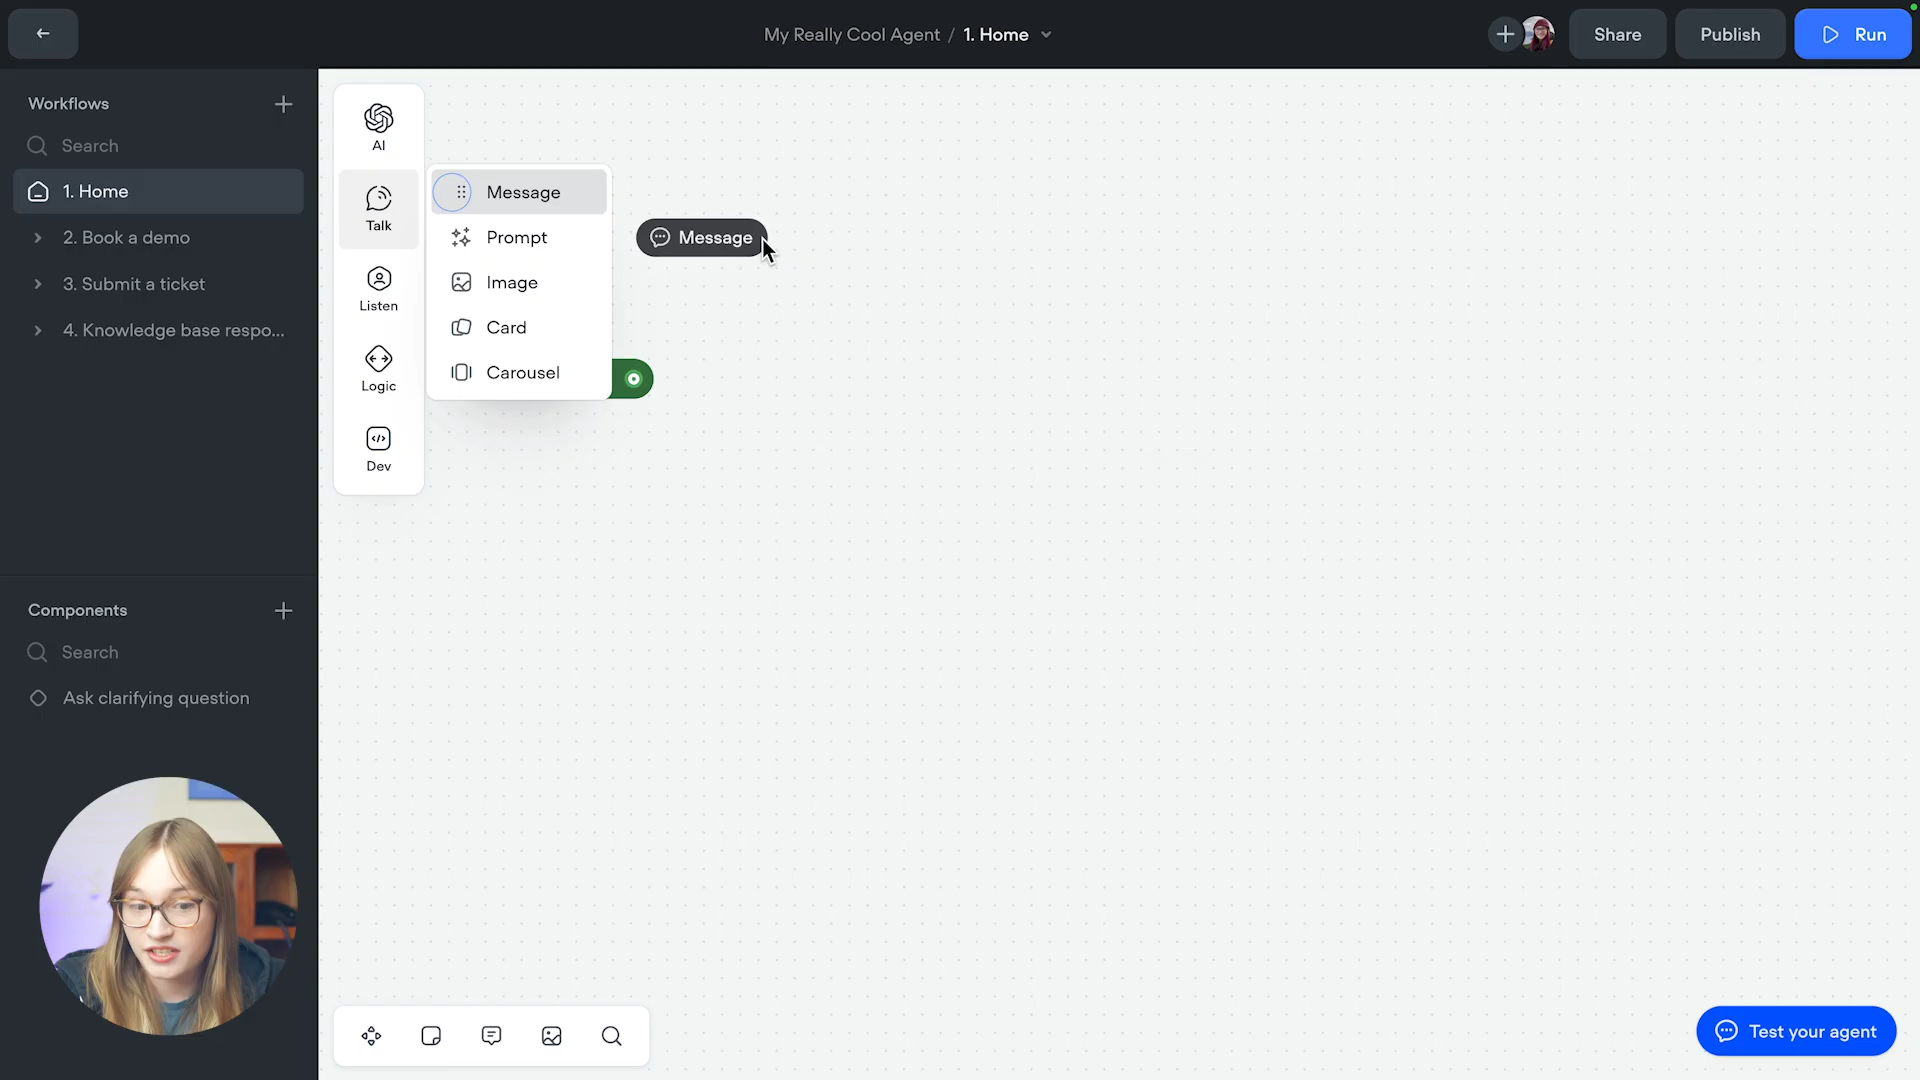 My Really Cool Agent / 1. Home
Share
Publish
Run
Workflows
Search
1. Home
2. Book a demo
3. Submit a ticket
4. Knowledge base respo...
Components
Search
Ask clarifying question
AI
Talk
Listen
Logic
Dev
Message
Prompt
Image
Card
Carousel
Message
Test your agent